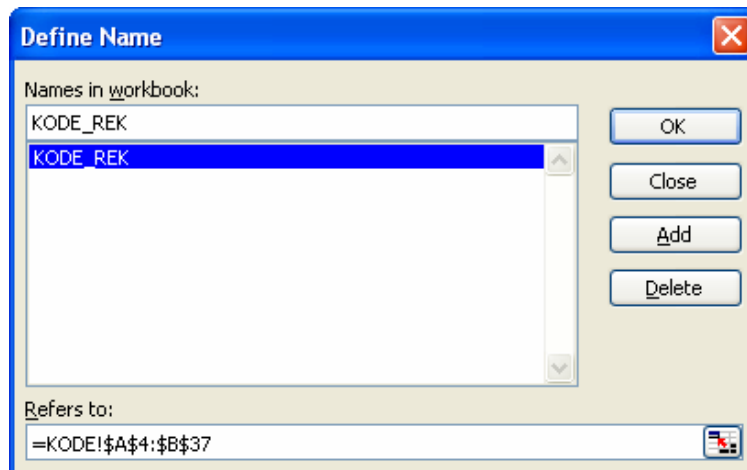 Define Name
Names in workbook:
KODE_REK
KODE_REK
OK
Close
Add
Delete
Refers to:
=KODE!$A$4:$B$37